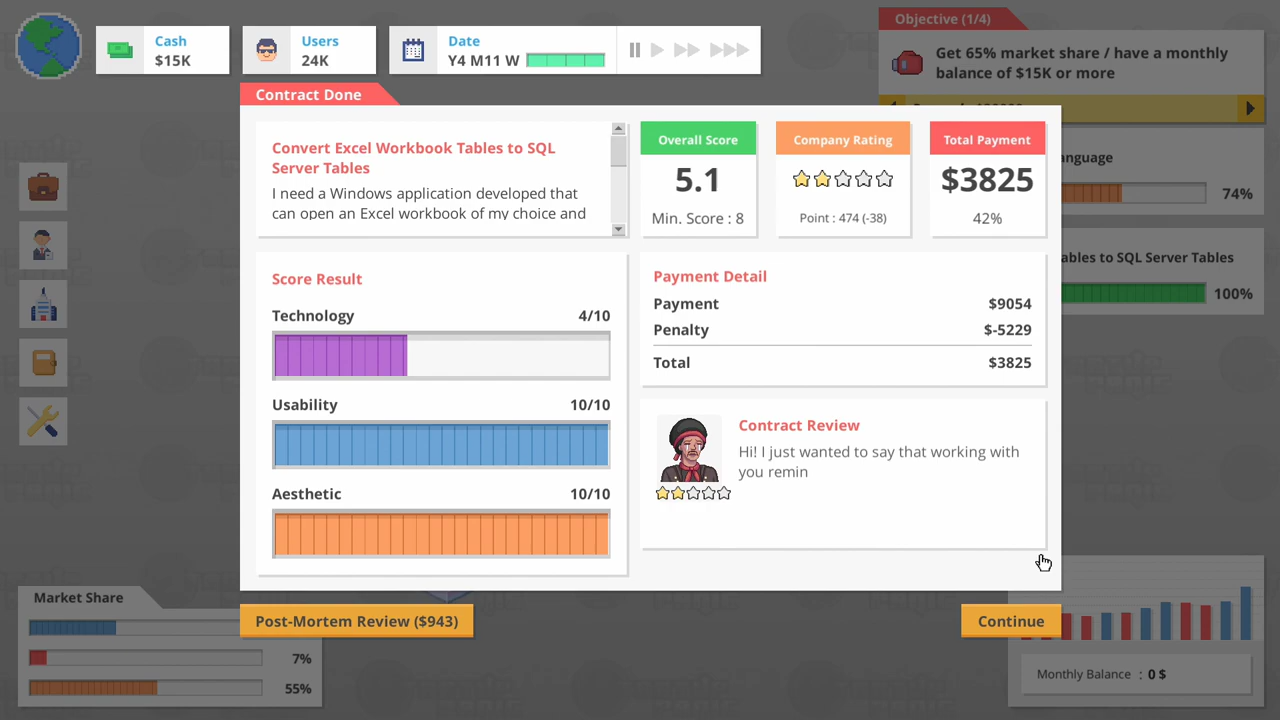 Cash
$15K
Users
24K
Date
Y4 M11 W
Objective (1/4)
Get 65% market share / have a monthly
balance of $15K or more
Contract Done
Convert Excel Workbook Tables to SQL
Server Tables
I need a Windows application developed that
can open an Excel workbook of my choice and
Overall Score
5.1
Min. Score : 8
Company Rating
Point : 474 (-38)
Total Payment
$3825
42%
anguage
74%
ables to SQL Server Tables
100%
Score Result
Technology 4/10
Usability 10/10
Aesthetic 10/10
Payment Detail
Payment $9054
Penalty $-5229
Total $3825
Contract Review
Hi! I just wanted to say that working with
you remin
Market Share
7%
55%
Post-Mortem Review ($943)
Continue
Monthly Balance : 0 $